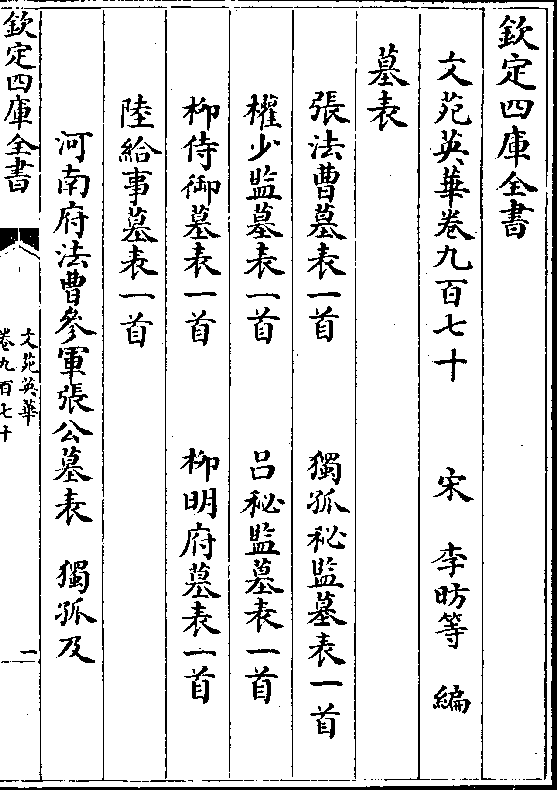 欽定四庫全書
文苑英華卷九百七十　宋　李昉等　編
墓表
張法曹墓表一首　獨孤秘監墓表一首
權少監墓表一首　呂秘監墓表一首
柳侍御墓表一首　柳明府墓表一首
陸給事墓表一首
河南府法曹參軍張公墓表　獨孤及
欽定四庫全書
文苑英華
卷九百七十
一